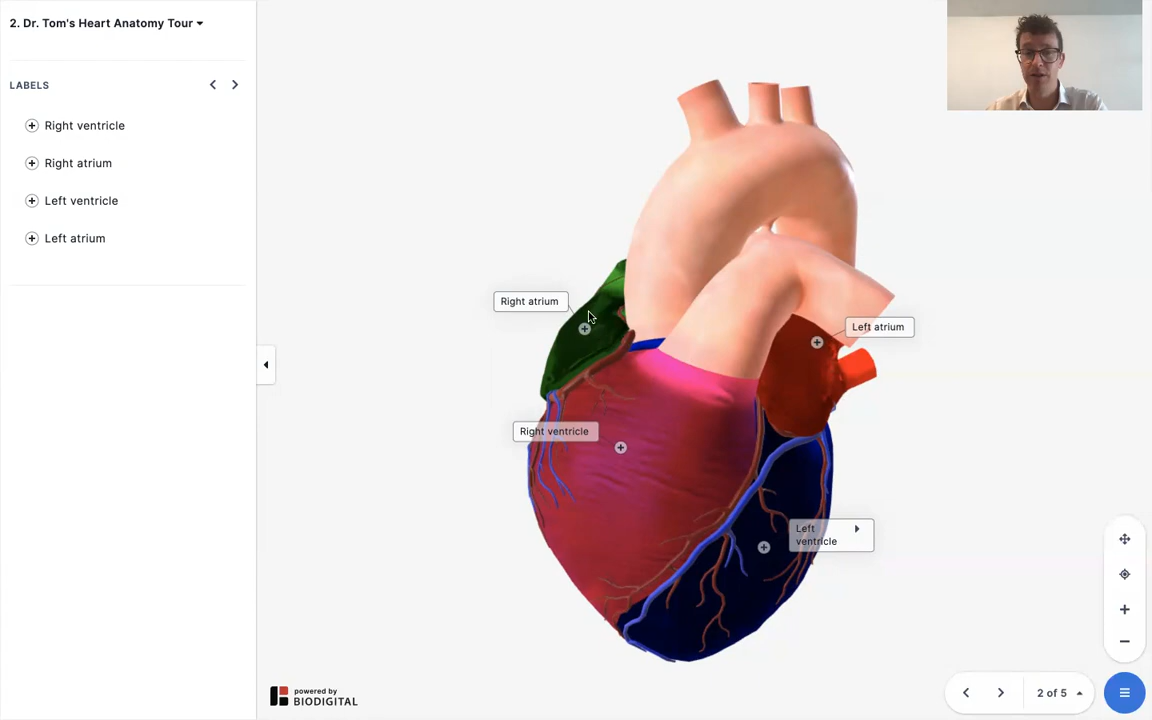 2. Dr. Tom's Heart Anatomy Tour
LABELS
Right ventricle
Right atrium
Left ventricle
Left atrium
Right atrium
Left atrium
Right ventricle
Left
ventricle
powered by
BIODIGITAL
2 of 5